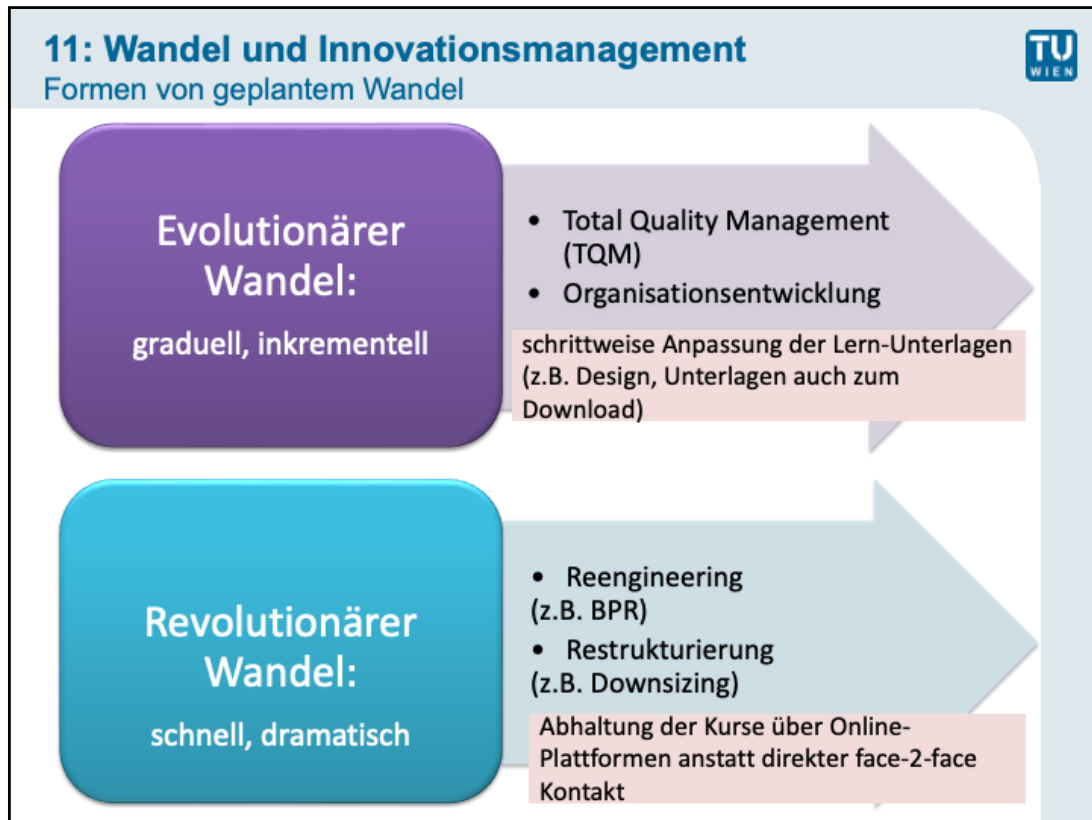 11: Wandel und Innovationsmanagement
Formen von geplantem Wandel
TU
WIEN
Evolutionärer
Wandel:
graduell, inkrementell
• Total Quality Management
(TQM)
• Organisationsentwicklung
schrittweise Anpassung der Lern-Unterlagen
(z.B. Design, Unterlagen auch zum
Download)
Revolutionärer
Wandel:
schnell, dramatisch
• Reengineering
(z.B. BPR)
• Restrukturierung
(z.B. Downsizing)
Abhaltung der Kurse über Online-
Plattformen anstatt direkter face-2-face
Kontakt